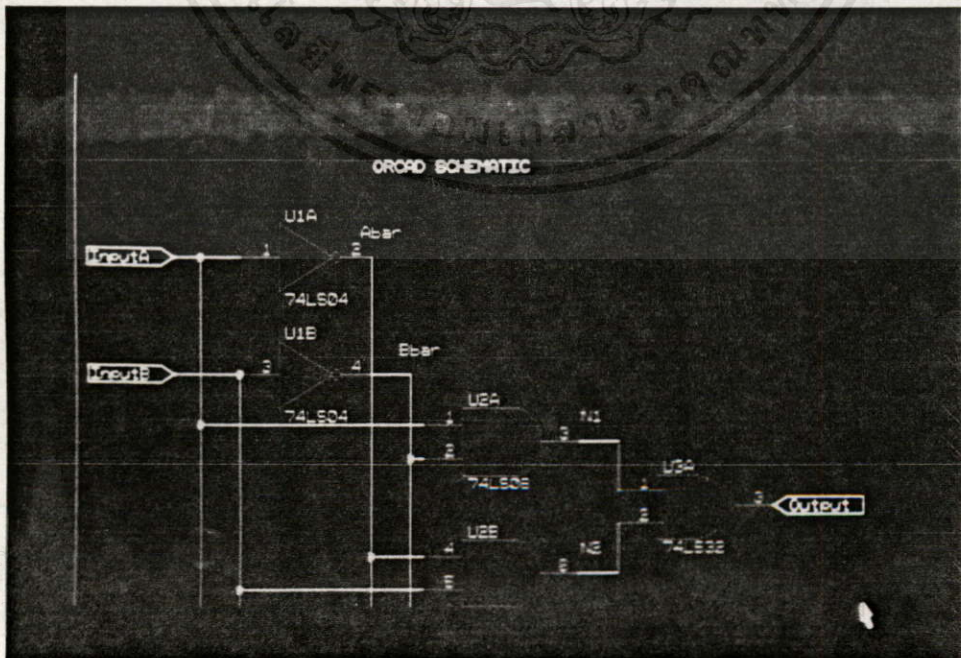 ORCAD SCHEMATIC
U1A
Abar
InputA
1
2
74LS04
U1B
Bbar
InputB
3
4
74LS04
U2A
1
2
3
N1
74LS08
U3A
1
2
3
Output
74LS32
U2B
4
5
6
N2